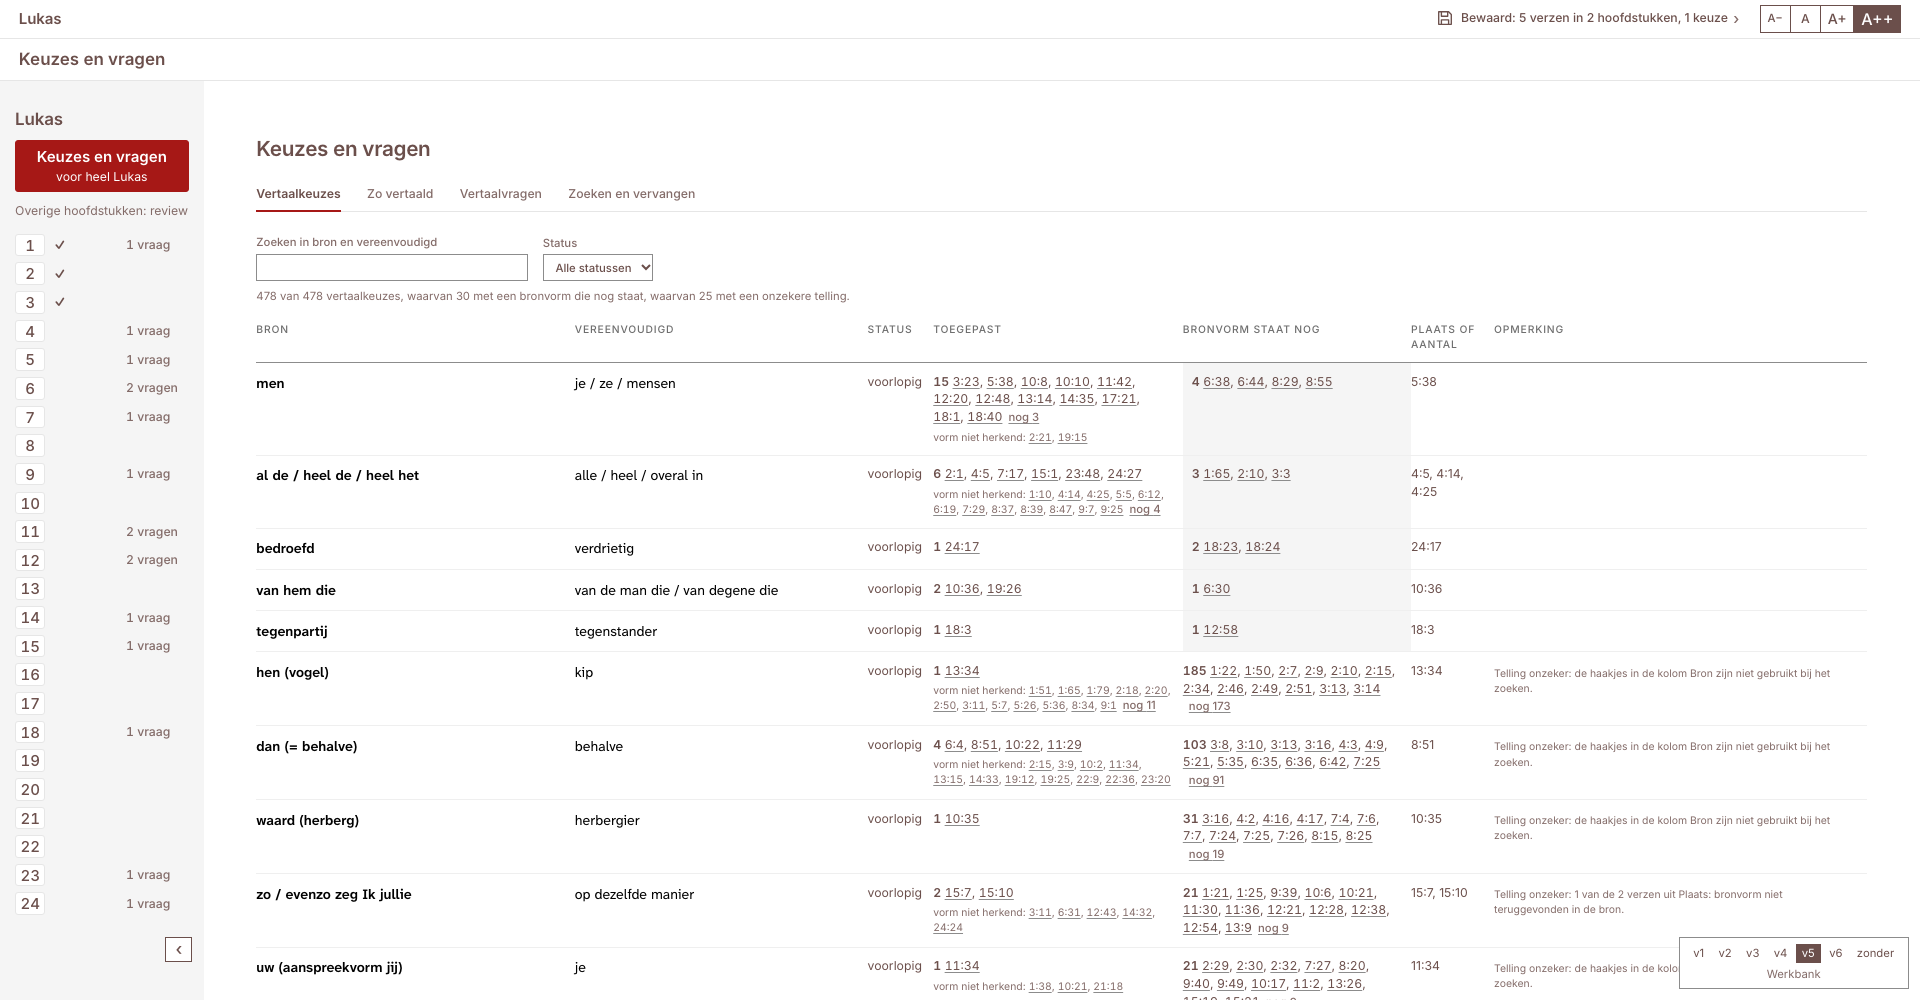 Lukas
Bewaard: 5 verzen in 2 hoofdstukken, 1 keuze ›
A− A A+ A++
Keuzes en vragen
Lukas
Keuzes en vragen
voor heel Lukas
Overige hoofdstukken: review
1 ✓ 1 vraag
2 ✓
3 ✓
4 1 vraag
5 1 vraag
6 2 vragen
7 1 vraag
8
9 1 vraag
10
11 2 vragen
12 2 vragen
13
14 1 vraag
15 1 vraag
16
17
18 1 vraag
19
20
21
22
23 1 vraag
24 1 vraag
‹
Keuzes en vragen
Vertaalkeuzes Zo vertaald Vertaalvragen Zoeken en vervangen
Zoeken in bron en vereenvoudigd Status
Alle statussen
478 van 478 vertaalkeuzes, waarvan 30 met een bronvorm die nog staat, waarvan 25 met een onzekere telling.
BRON VEREENVOUDIGD STATUS TOEGEPAST BRONVORM STAAT NOG PLAATS OF AANTAL OPMERKING
men je / ze / mensen voorlopig 15 3:23, 5:38, 10:8, 10:10, 11:42, 4 6:38, 6:44, 8:29, 8:55 5:38
12:20, 12:48, 13:14, 14:35, 17:21,
18:1, 18:40 nog 3
vorm niet herkend: 2:21, 19:15
al de / heel de / heel het alle / heel / overal in voorlopig 6 2:1, 4:5, 7:17, 15:1, 23:48, 24:27 3 1:65, 2:10, 3:3 4:5, 4:14,
4:25
vorm niet herkend: 1:10, 4:14, 4:25, 5:5, 6:12,
6:19, 7:29, 8:37, 8:39, 8:47, 9:7, 9:25 nog 4
bedroefd verdrietig voorlopig 1 24:17 2 18:23, 18:24 24:17
van hem die van de man die / van degene die voorlopig 2 10:36, 19:26 1 6:30 10:36
tegenpartij tegenstander voorlopig 1 18:3 1 12:58 18:3
hen (vogel) kip voorlopig 1 13:34 185 1:22, 1:50, 2:7, 2:9, 2:10, 2:15, 13:34 Telling onzeker: de haakjes in de kolom Bron zijn niet gebruikt bij het
vorm niet herkend: 1:51, 1:65, 1:79, 2:18, 2:20, 2:34, 2:46, 2:49, 2:51, 3:13, 3:14 zoeken.
2:50, 3:11, 5:7, 5:26, 5:36, 8:34, 9:1 nog 11 nog 173
dan (= behalve) behalve voorlopig 4 6:4, 8:51, 10:22, 11:29 103 3:8, 3:10, 3:13, 3:16, 4:3, 4:9, 8:51 Telling onzeker: de haakjes in de kolom Bron zijn niet gebruikt bij het
vorm niet herkend: 2:15, 3:9, 10:2, 11:34, 5:21, 5:35, 6:35, 6:36, 6:42, 7:25 zoeken.
13:15, 14:33, 19:12, 19:25, 22:9, 22:36, 23:20 nog 91
waard (herberg) herbergier voorlopig 1 10:35 31 3:16, 4:2, 4:16, 4:17, 7:4, 7:6, 10:35 Telling onzeker: de haakjes in de kolom Bron zijn niet gebruikt bij het
7:7, 7:24, 7:25, 7:26, 8:15, 8:25 zoeken.
nog 19
zo / evenzo zeg Ik jullie op dezelfde manier voorlopig 2 15:7, 15:10 21 1:21, 1:25, 9:39, 10:6, 10:21, 15:7, 15:10 Telling onzeker: 1 van de 2 verzen uit Plaats: bronvorm niet
vorm niet herkend: 3:11, 6:31, 12:43, 14:32, 11:30, 11:36, 12:21, 12:28, 12:38, teruggevonden in de bron.
24:24 12:54, 13:9 nog 9
uw (aanspreekvorm jij) je voorlopig 1 11:34 21 2:29, 2:30, 2:32, 7:27, 8:20, 11:34 Telling onzeker: de haakjes in de kolo
vorm niet herkend: 1:38, 10:21, 21:18 9:40, 9:49, 10:17, 11:2, 13:26, zoeken.
v1 v2 v3 v4 v5 v6 zonder
Werkbank